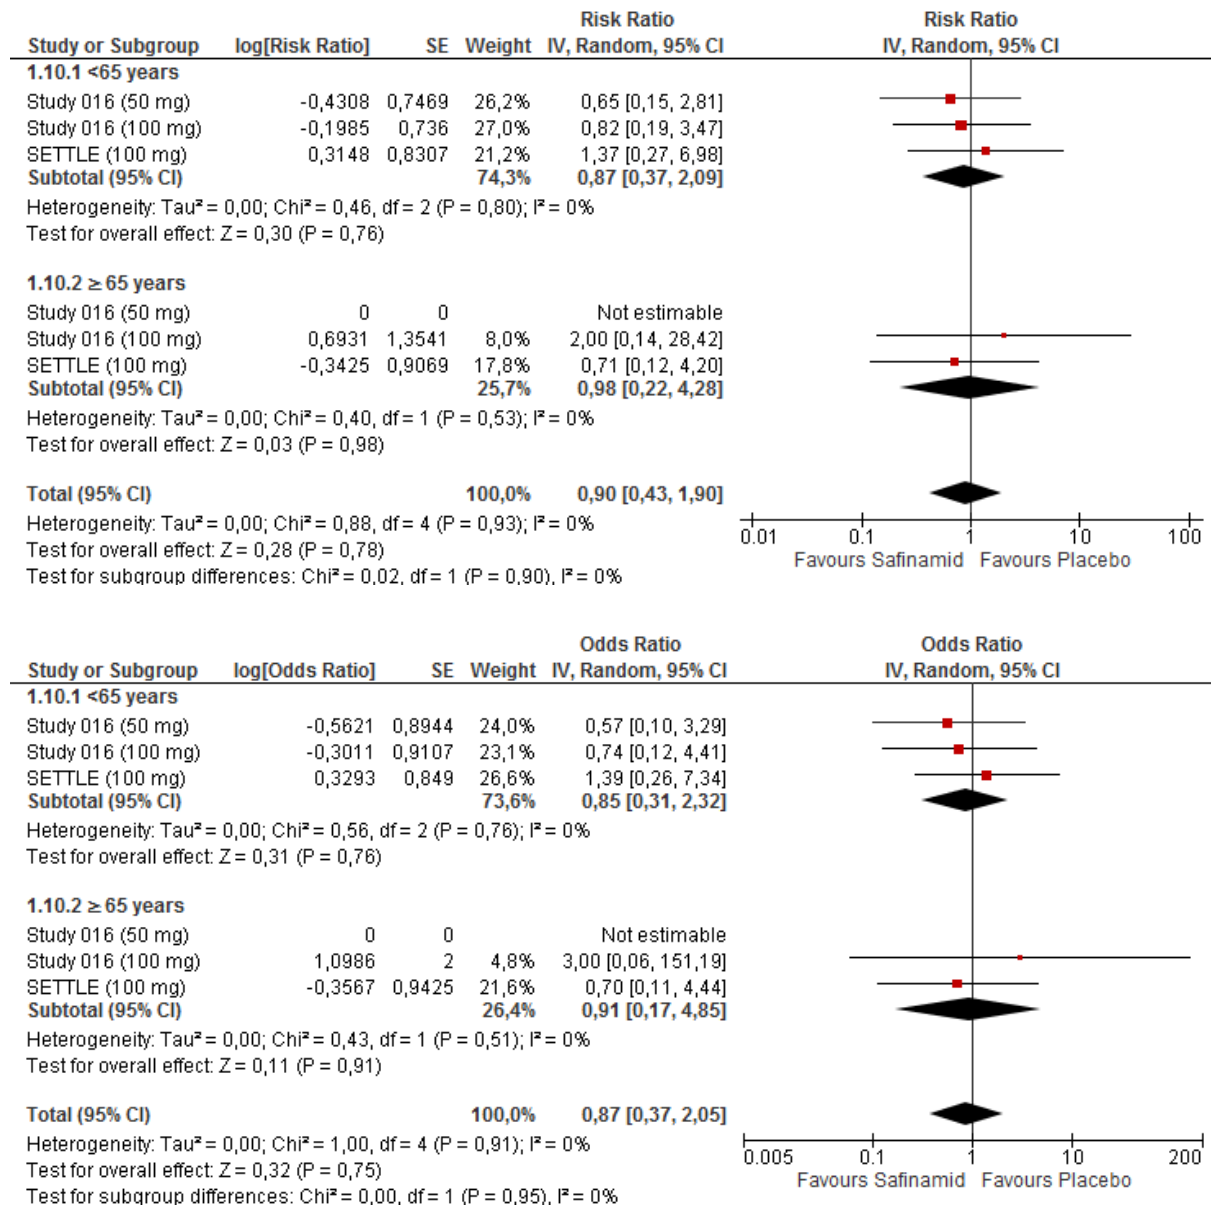 Risk Ratio Risk Ratio
Study or Subgroup log[Risk Ratio] SE Weight IV, Random, 95% CI IV, Random, 95% CI
1.10.1 <65 years
Study 016 (50 mg) -0,4308 0,7469 26,2% 0,65 [0,15, 2,81]
Study 016 (100 mg) -0,1985 0,736 27,0% 0,82 [0,19, 3,47]
SETTLE (100 mg) 0,3148 0,8307 21,2% 1,37 [0,27, 6,98]
Subtotal (95% CI) 74,3% 0,87 [0,37, 2,09]
Heterogeneity: Tau² = 0,00; Chi² = 0,46, df = 2 (P = 0,80); I² = 0%
Test for overall effect: Z = 0,30 (P = 0,76)
1.10.2 ≥ 65 years
Study 016 (50 mg) 0 0 Not estimable
Study 016 (100 mg) 0,6931 1,3541 8,0% 2,00 [0,14, 28,42]
SETTLE (100 mg) -0,3425 0,9069 17,8% 0,71 [0,12, 4,20]
Subtotal (95% CI) 25,7% 0,98 [0,22, 4,28]
Heterogeneity: Tau² = 0,00; Chi² = 0,40, df = 1 (P = 0,53); I² = 0%
Test for overall effect: Z = 0,03 (P = 0,98)
Total (95% CI) 100,0% 0,90 [0,43, 1,90]
Heterogeneity: Tau² = 0,00; Chi² = 0,88, df = 4 (P = 0,93); I² = 0%
Test for overall effect: Z = 0,28 (P = 0,78)
Test for subgroup differences: Chi² = 0,02, df = 1 (P = 0,90), I² = 0%
0.01 0.1 1 10 100
Favours Safinamid Favours Placebo
Odds Ratio Odds Ratio
Study or Subgroup log[Odds Ratio] SE Weight IV, Random, 95% CI IV, Random, 95% CI
1.10.1 <65 years
Study 016 (50 mg) -0,5621 0,8944 24,0% 0,57 [0,10, 3,29]
Study 016 (100 mg) -0,3011 0,9107 23,1% 0,74 [0,12, 4,41]
SETTLE (100 mg) 0,3293 0,849 26,6% 1,39 [0,26, 7,34]
Subtotal (95% CI) 73,6% 0,85 [0,31, 2,32]
Heterogeneity: Tau² = 0,00; Chi² = 0,56, df = 2 (P = 0,76); I² = 0%
Test for overall effect: Z = 0,31 (P = 0,76)
1.10.2 ≥ 65 years
Study 016 (50 mg) 0 0 Not estimable
Study 016 (100 mg) 1,0986 2 4,8% 3,00 [0,06, 151,19]
SETTLE (100 mg) -0,3567 0,9425 21,6% 0,70 [0,11, 4,44]
Subtotal (95% CI) 26,4% 0,91 [0,17, 4,85]
Heterogeneity: Tau² = 0,00; Chi² = 0,43, df = 1 (P = 0,51); I² = 0%
Test for overall effect: Z = 0,11 (P = 0,91)
Total (95% CI) 100,0% 0,87 [0,37, 2,05]
Heterogeneity: Tau² = 0,00; Chi² = 1,00, df = 4 (P = 0,91); I² = 0%
Test for overall effect: Z = 0,32 (P = 0,75)
Test for subgroup differences: Chi² = 0,00, df = 1 (P = 0,95), I² = 0%
0.005 0.1 1 10 200
Favours Safinamid Favours Placebo